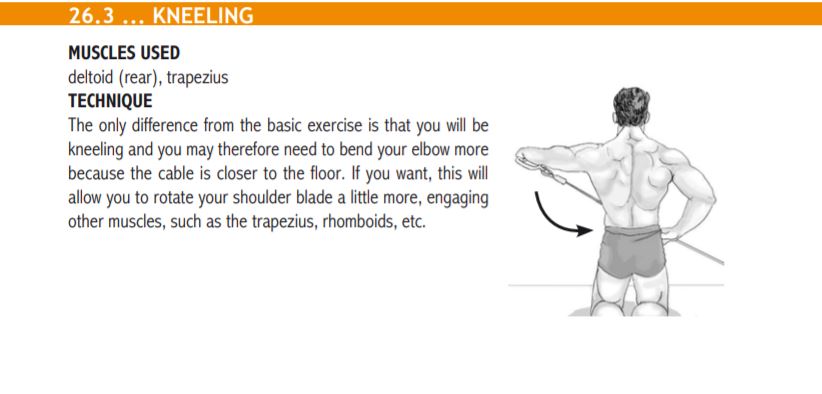 26.3 ... KNEELING
MUSCLES USED
deltoid (rear), trapezius
TECHNIQUE
The only difference from the basic exercise is that you will be
kneeling and you may therefore need to bend your elbow more
because the cable is closer to the floor. If you want, this will
allow you to rotate your shoulder blade a little more, engaging
other muscles, such as the trapezius, rhomboids, etc.